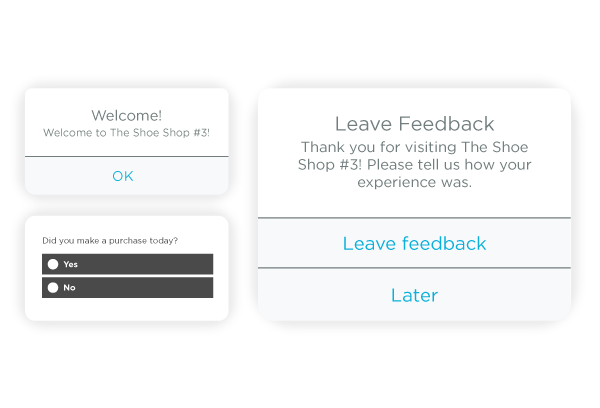 Welcome!
Welcome to The Shoe Shop #3!
OK
Did you make a purchase today?
Yes
No
Leave Feedback
Thank you for visiting The Shoe
Shop #3! Please tell us how your
experience was.
Leave feedback
Later